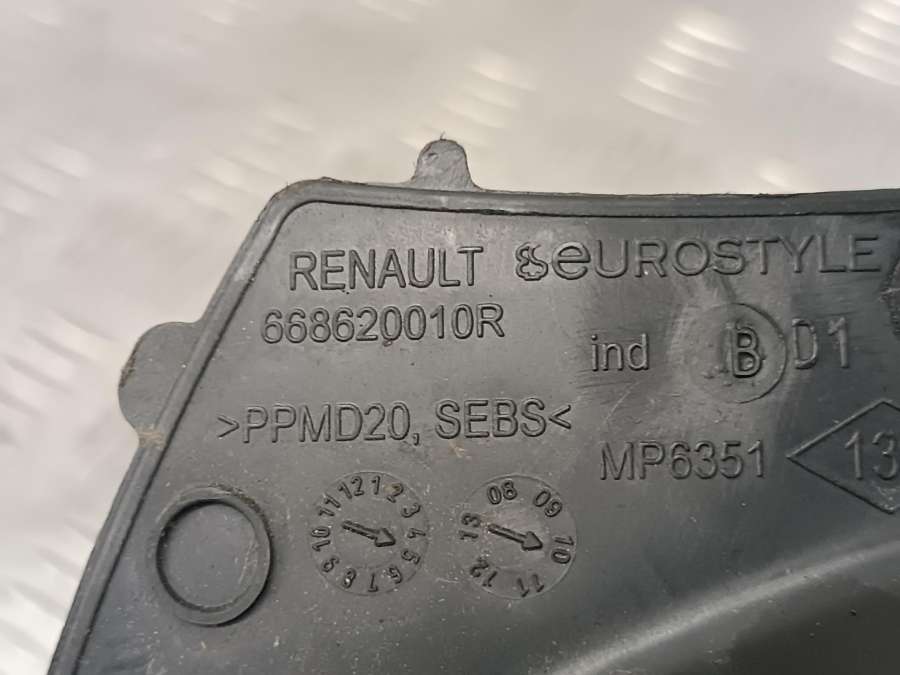 RENAULT eUROSTYLE
668620010R
ind B D1
>PPMD20, SEBS<
MP6351 13
12 1 2 3 4 5 6 7 8 9 10 11
08 09 10 11 12 13